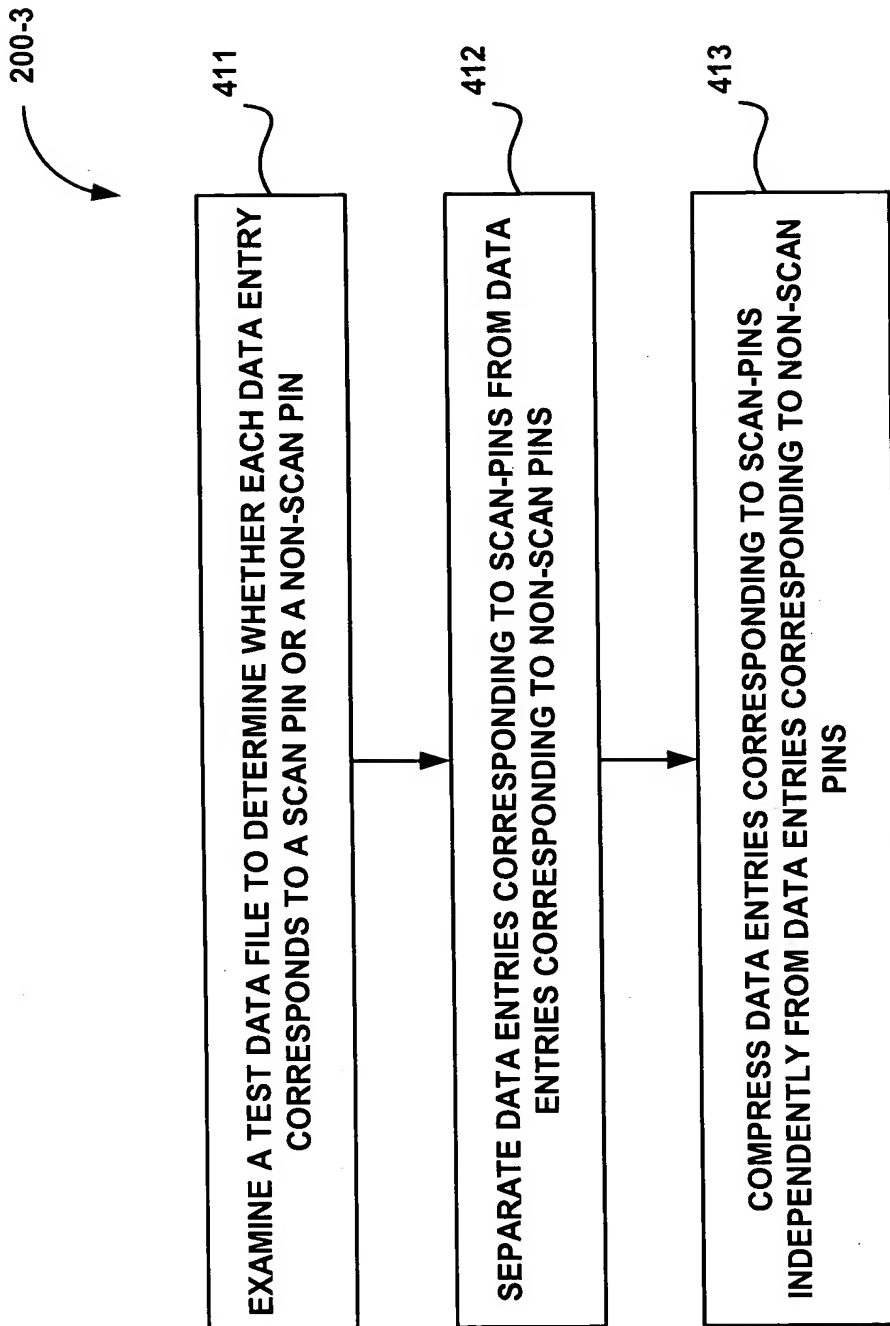 200-3
411
EXAMINE A TEST DATA FILE TO DETERMINE WHETHER EACH DATA ENTRY
CORRESPONDS TO A SCAN PIN OR A NON-SCAN PIN
412
SEPARATE DATA ENTRIES CORRESPONDING TO SCAN-PINS FROM DATA
ENTRIES CORRESPONDING TO NON-SCAN PINS
413
COMPRESS DATA ENTRIES CORRESPONDING TO SCAN-PINS
INDEPENDENTLY FROM DATA ENTRIES CORRESPONDING TO NON-SCAN
PINS